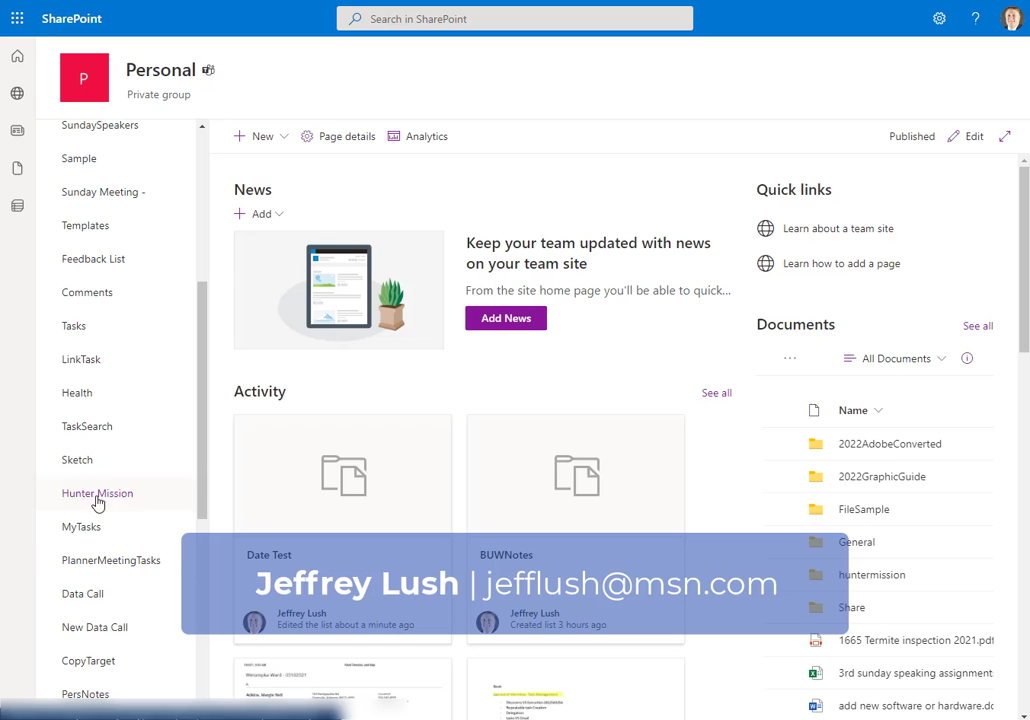 SharePoint
Search in SharePoint
?
P
Personal
Private group
SundaySpeakers
Sample
Sunday Meeting -
Templates
Feedback List
Comments
Tasks
LinkTask
Health
TaskSearch
Sketch
Hunter Mission
MyTasks
PlannerMeetingTasks
Data Call
New Data Call
CopyTarget
PersNotes
New
Page details
Analytics
Published
Edit
News
Add
Keep your team updated with news
on your team site
From the site home page you'll be able to quick...
Add News
Activity
See all
Date Test
Jeffrey Lush
Edited the list about a minute ago
BUWNotes
Jeffrey Lush
Created list 3 hours ago
Jeffrey Lush | jefflush@msn.com
Quick links
Learn about a team site
Learn how to add a page
Documents
See all
All Documents
Name
2022AdobeConverted
2022GraphicGuide
FileSample
General
huntermission
Share
1665 Termite inspection 2021.pdf
3rd sunday speaking assignment
add new software or hardware.do